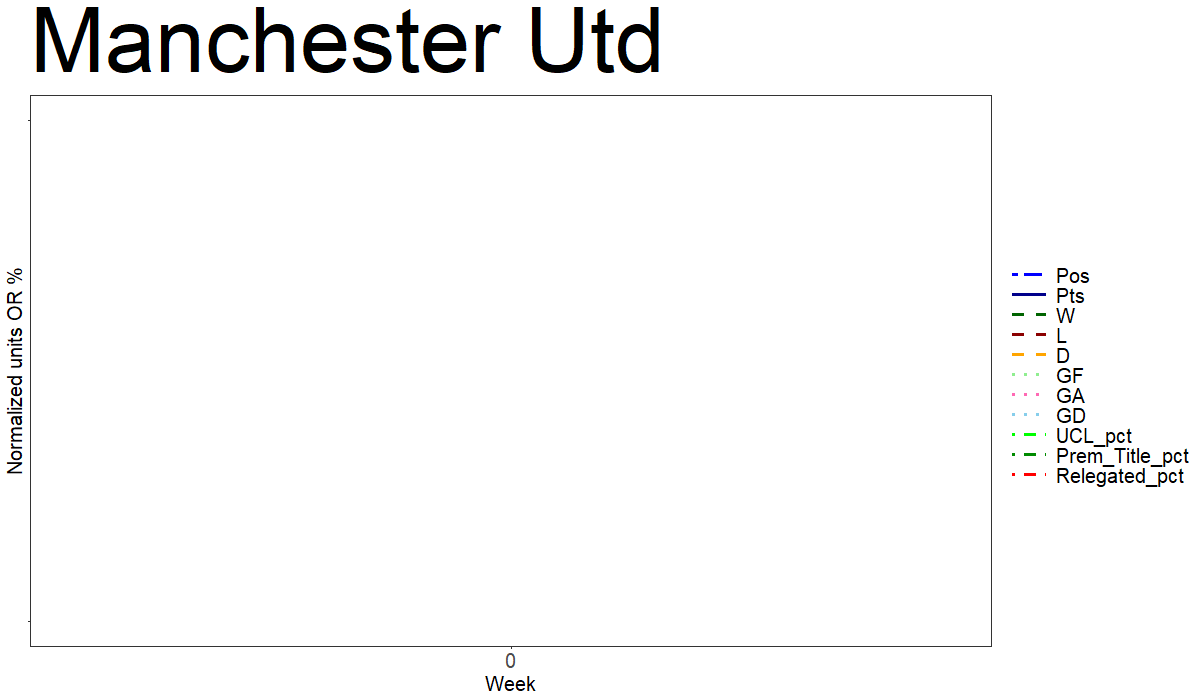 Manchester Utd
Normalized units OR %
Pos
Pts
W
L
D
GF
GA
GD
UCL_pct
Prem_Title_pct
Relegated_pct
0
Week